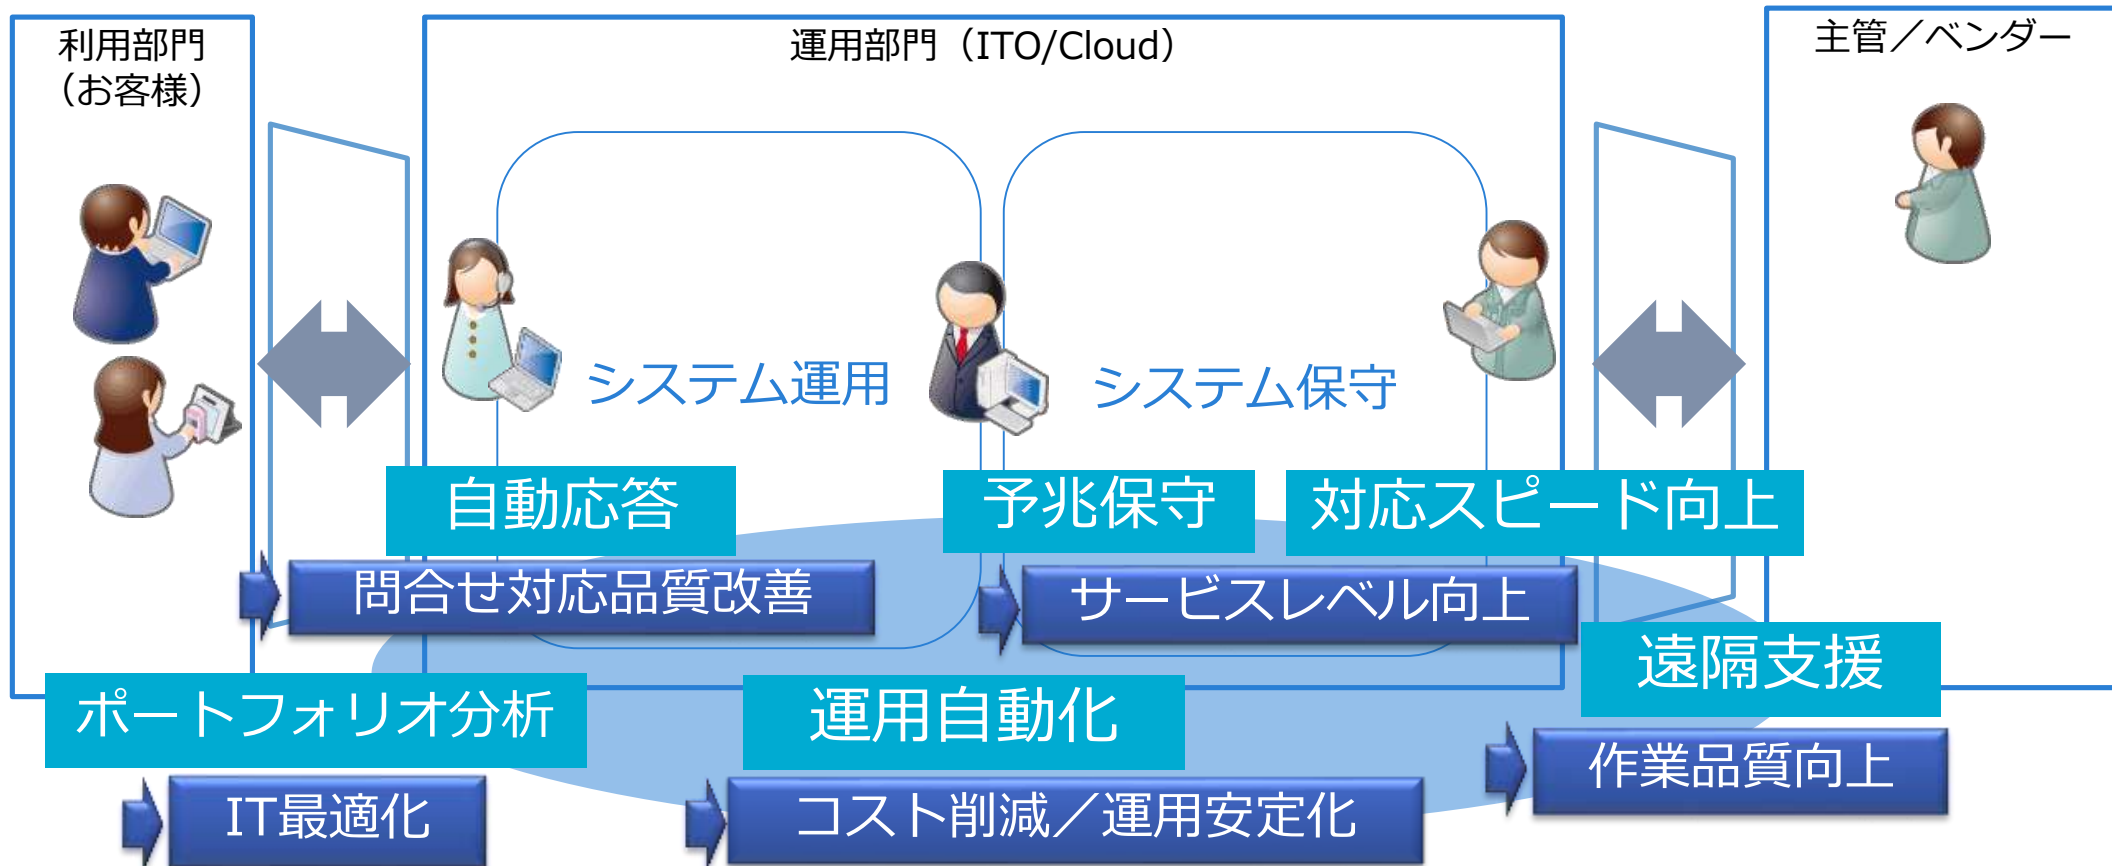 利用部門
（お客様）
運用部門（ITO/Cloud）
主管／ベンダー
システム運用
システム保守
自動応答
予兆保守
対応スピード向上
問合せ対応品質改善
サービスレベル向上
遠隔支援
ポートフォリオ分析
運用自動化
作業品質向上
IT最適化
コスト削減／運用安定化